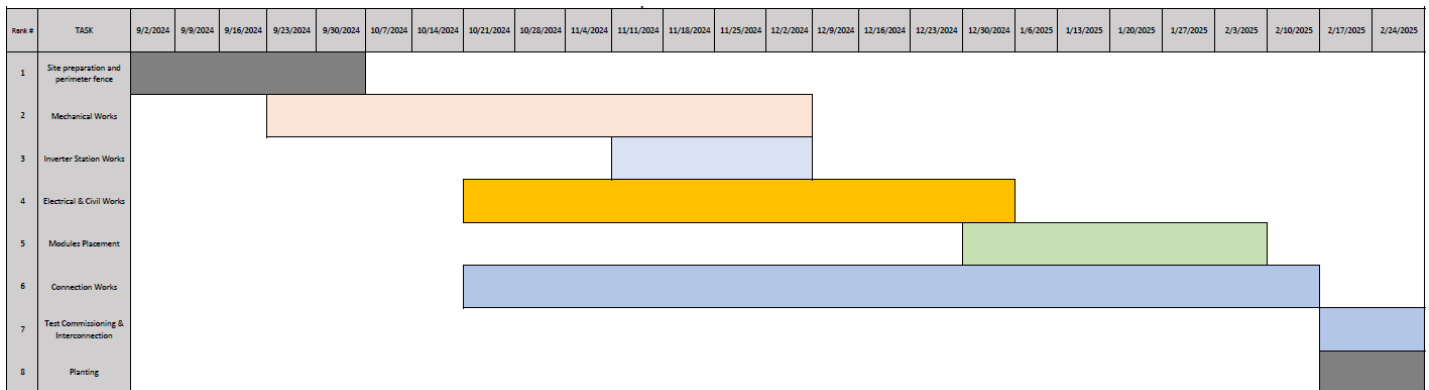 Rank # TASK 9/2/2024 9/9/2024 9/16/2024 9/23/2024 9/30/2024 10/7/2024 10/14/2024 10/21/2024 10/28/2024 11/4/2024 11/11/2024 11/18/2024 11/25/2024 12/2/2024 12/9/2024 12/16/2024 12/23/2024 12/30/2024 1/6/2025 1/13/2025 1/20/2025 1/27/2025 2/3/2025 2/10/2025 2/17/2025 2/24/2025
1 Site preparation and
perimeter fence
2 Mechanical Works
3 Inverter Station Works
4 Electrical & Civil Works
5 Modules Placement
6 Connection Works
7 Test Commissioning &
Interconnection
8 Planting